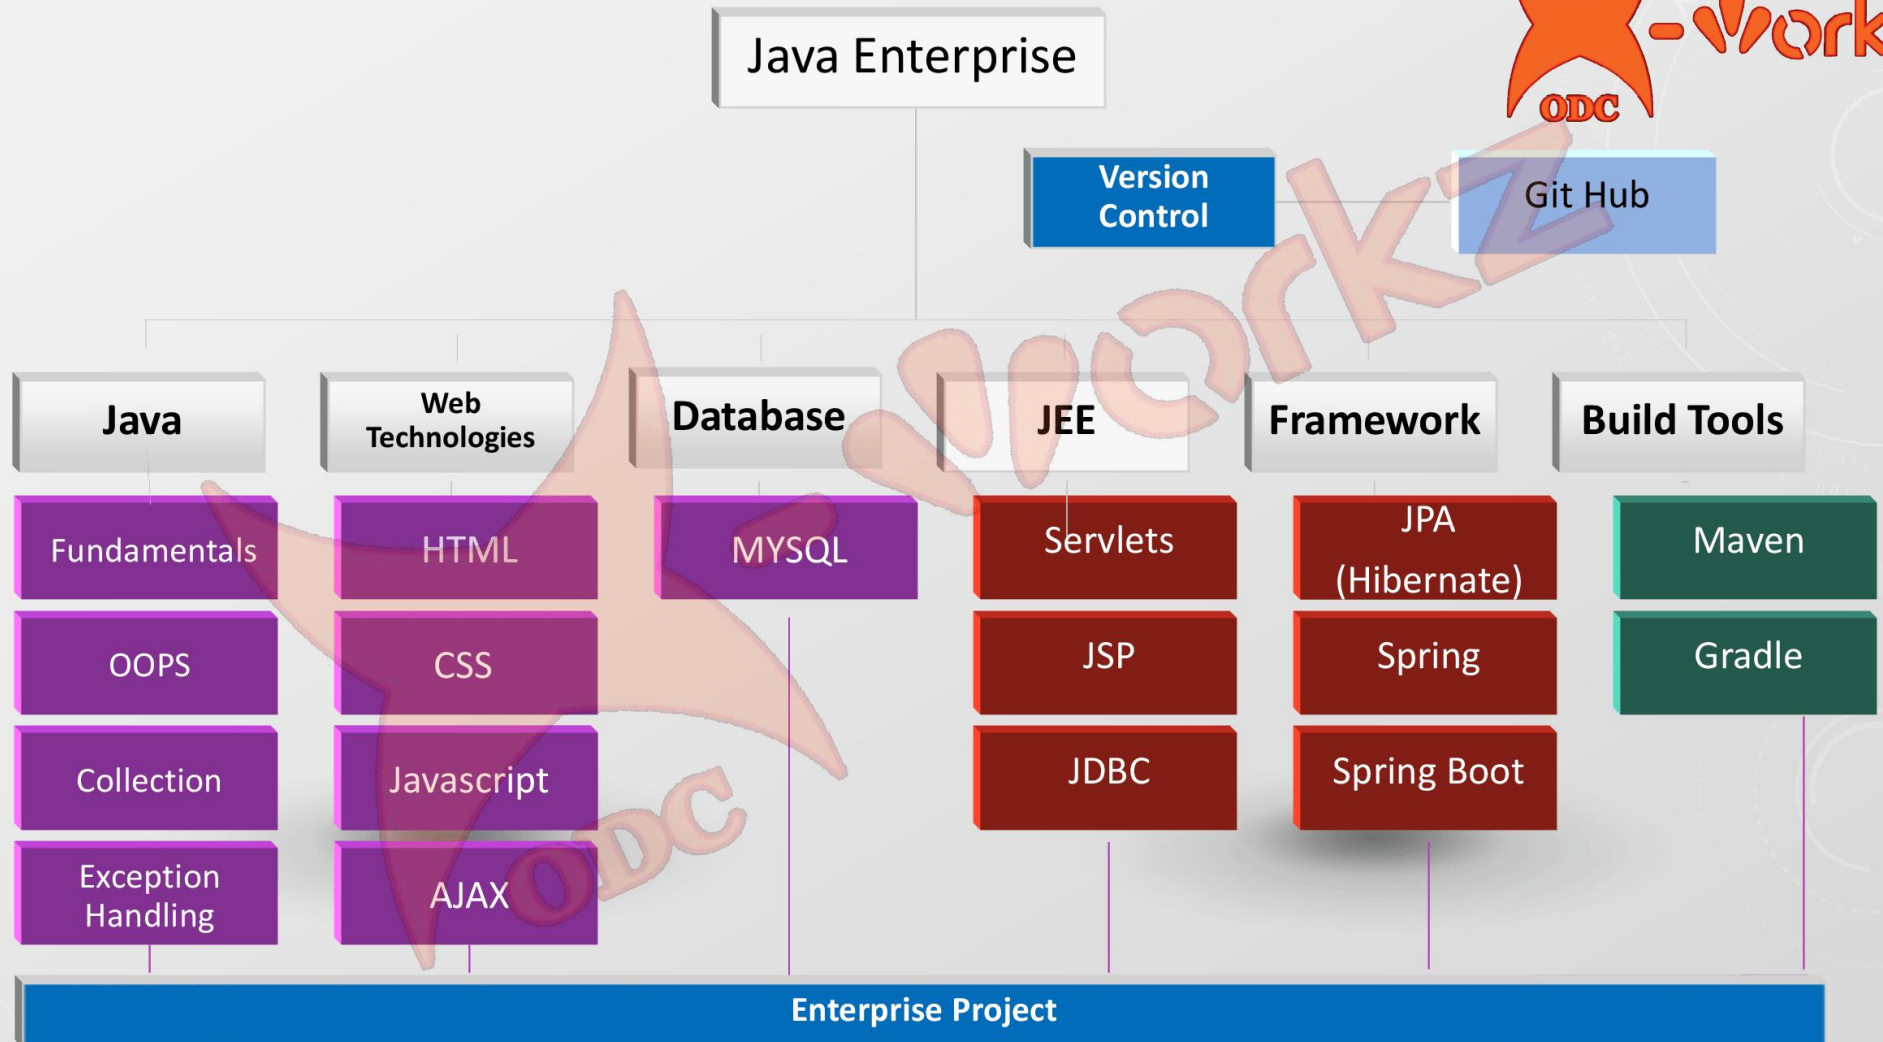 Java Enterprise
-Work
ODC
Version
Control
Git Hub
-Workz
ODC
Java
Web
Technologies
Database
JEE
Framework
Build Tools
Fundamentals
HTML
MYSQL
Servlets
JPA
(Hibernate)
Maven
OOPS
CSS
JSP
Spring
Gradle
Collection
Javascript
JDBC
Spring Boot
Exception
Handling
AJAX
Enterprise Project